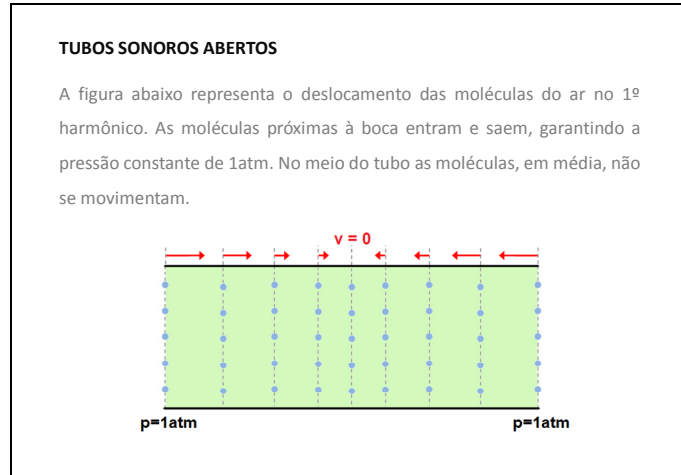 TUBOS SONOROS ABERTOS
A figura abaixo representa o deslocamento das moléculas do ar no 1º
harmônico. As moléculas próximas à boca entram e saem, garantindo a
pressão constante de 1atm. No meio do tubo as moléculas, em média, não
se movimentam.
v = 0
p=1atm
p=1atm